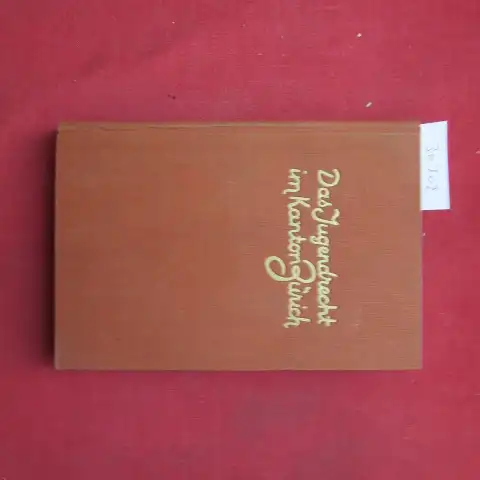 Das Jugendrecht
im Kanton Zürich